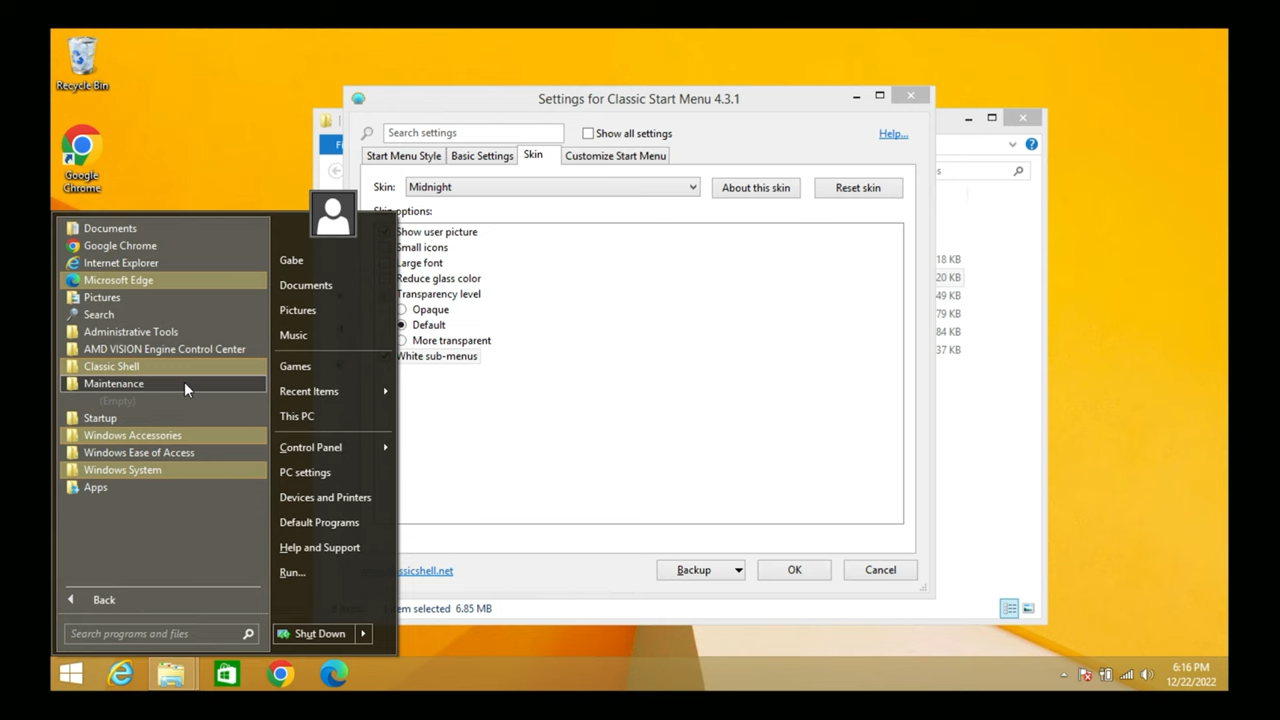 Recycle Bin
Google
Chrome
Settings for Classic Start Menu 4.3.1
Search settings
Show all settings
Help...
Start Menu Style
Basic Settings
Skin
Customize Start Menu
Skin:
Midnight
About this skin
Reset skin
options:
Show user picture
Small icons
Large font
Reduce glass color
Transparency level
Opaque
Default
More transparent
White sub-menus
Backup
OK
Cancel
18 KB
20 KB
49 KB
79 KB
84 KB
37 KB
selected 6.85 MB
Documents
Google Chrome
Internet Explorer
Microsoft Edge
Pictures
Search
Administrative Tools
AMD VISION Engine Control Center
Classic Shell
Maintenance
(Empty)
Startup
Windows Accessories
Windows Ease of Access
Windows System
Apps
Back
Search programs and files
Gabe
Documents
Pictures
Music
Games
Recent Items
This PC
Control Panel
PC settings
Devices and Printers
Default Programs
Help and Support
Run...
Shut Down
6:16 PM
12/22/2022